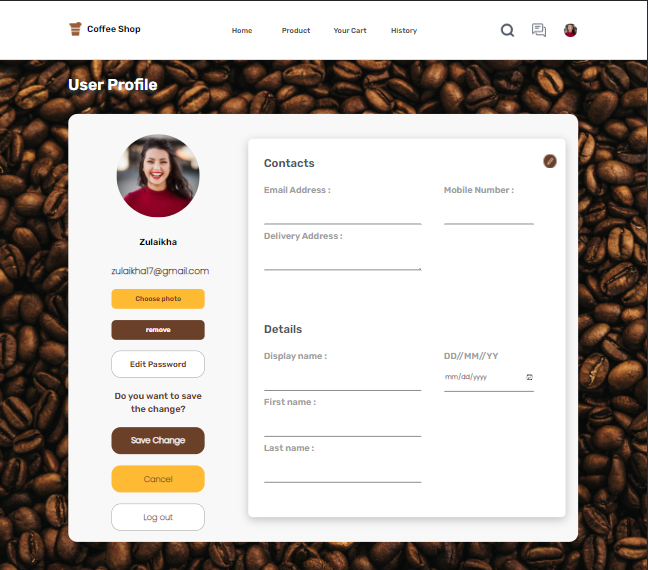 Coffee Shop
Home Product Your Cart History
User Profile
Zulaikha
zulaikha17@gmail.com
Choose photo
remove
Edit Password
Do you want to save
the change?
Save Change
Cancel
Log out
Contacts
Email Address :
Mobile Number :
Delivery Address :
Details
Display name :
DD//MM//YY
mm/dd/yyyy
First name :
Last name :